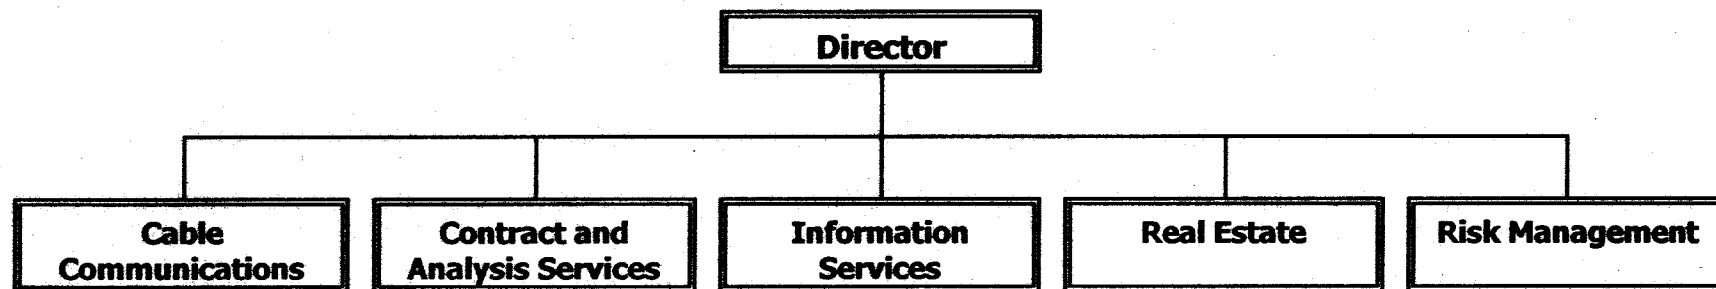 Director
Cable
Communications
Contract and
Analysis Services
Information
Services
Real Estate
Risk Management